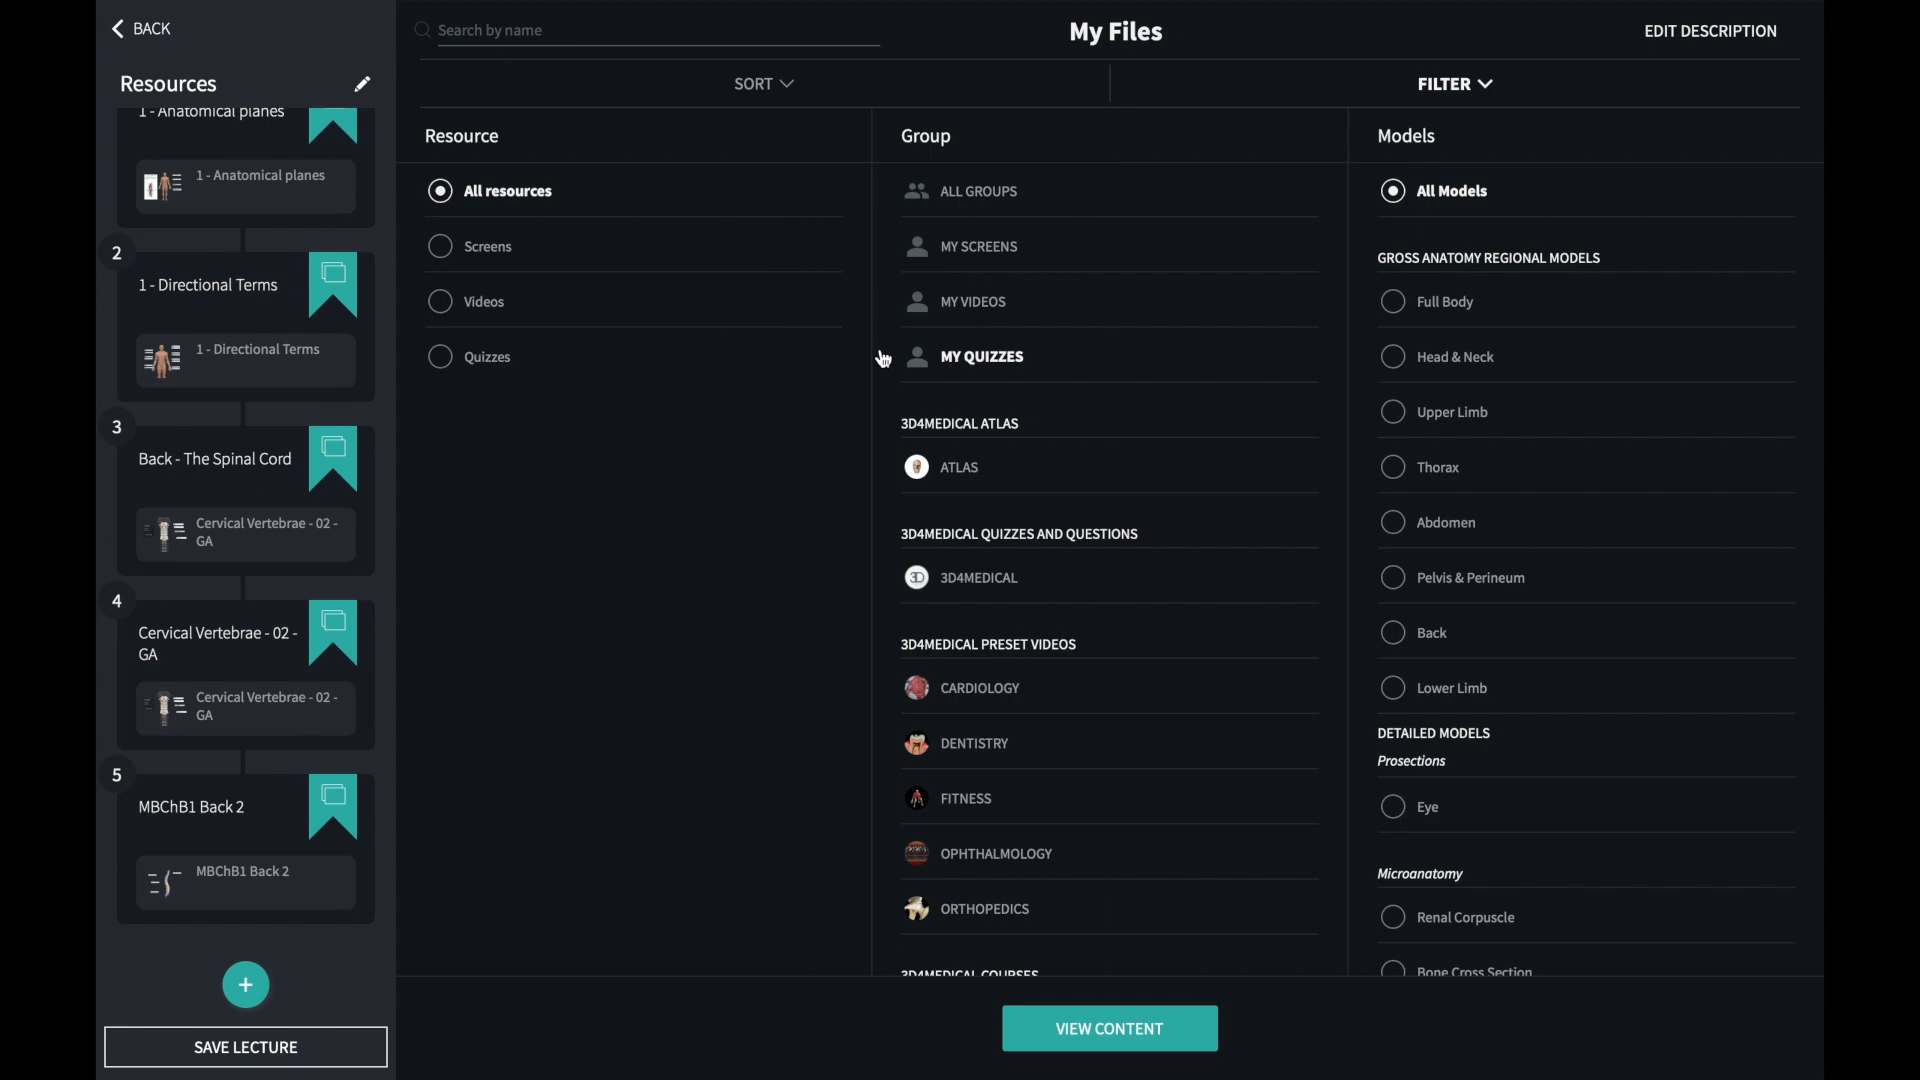 BACK
Resources
1 - Anatomical planes
1 - Anatomical planes
2
1 - Directional Terms
1 - Directional Terms
3
Back - The Spinal Cord
Cervical Vertebrae - 02 -
GA
4
Cervical Vertebrae - 02 -
GA
Cervical Vertebrae - 02 -
GA
5
MBChB1 Back 2
MBChB1 Back 2
+
SAVE LECTURE
Search by name
My Files
EDIT DESCRIPTION
SORT
FILTER
Resource
All resources
Screens
Videos
Quizzes
Group
ALL GROUPS
MY SCREENS
MY VIDEOS
MY QUIZZES
3D4MEDICAL ATLAS
ATLAS
3D4MEDICAL QUIZZES AND QUESTIONS
3D 3D4MEDICAL
3D4MEDICAL PRESET VIDEOS
CARDIOLOGY
DENTISTRY
FITNESS
OPHTHALMOLOGY
ORTHOPEDICS
3D4MEDICAL COURSES
Models
All Models
GROSS ANATOMY REGIONAL MODELS
Full Body
Head & Neck
Upper Limb
Thorax
Abdomen
Pelvis & Perineum
Back
Lower Limb
DETAILED MODELS
Prosections
Eye
Microanatomy
Renal Corpuscle
Bone Cross Section
VIEW CONTENT